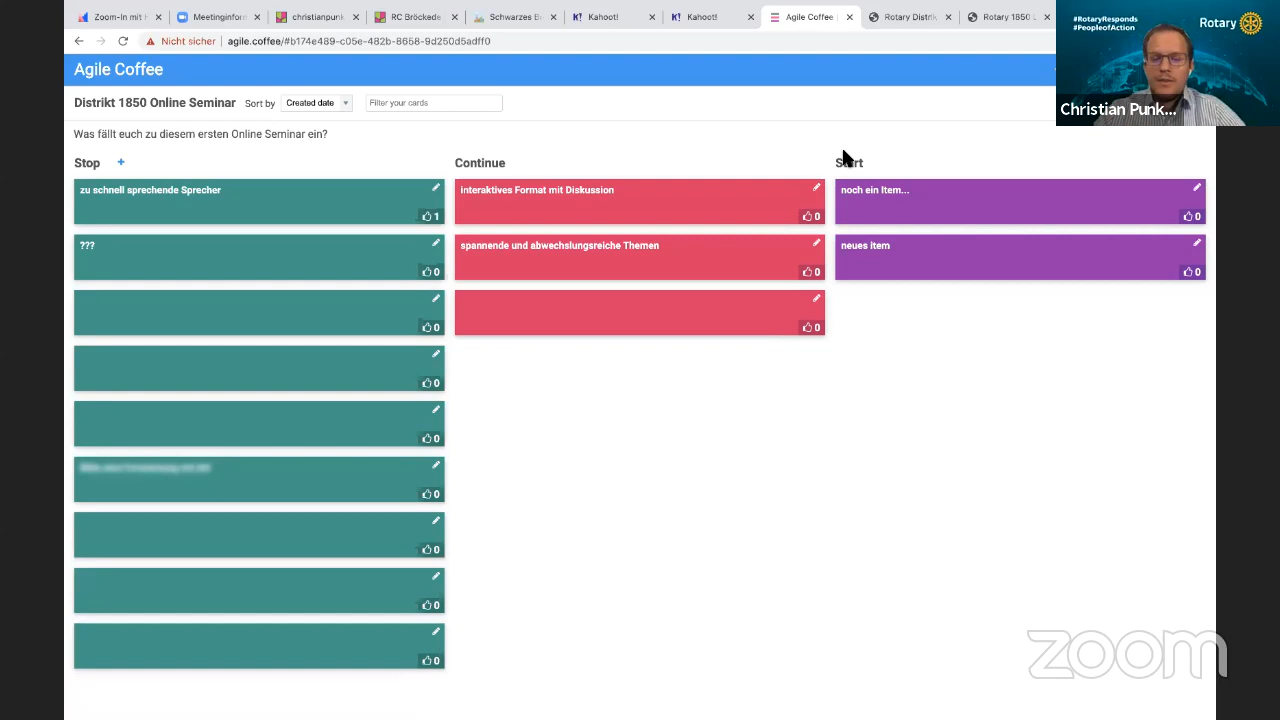 Zoom-In mit H
Meetinginform
christianpunk
RC Bröckede
Schwarzes Br
Kahoot!
Kahoot!
Agile Coffee
Rotary Distrik
Rotary 1850
Nicht sicher
agile.coffee/#b174e489-c05e-482b-8658-9d250d5adff0
#RotaryResponds
#PeopleofAction
Rotary
Christian Punk...
Agile Coffee
Distrikt 1850 Online Seminar
Sort by
Created date
Filter your cards
Was fällt euch zu diesem ersten Online Seminar ein?
Stop +
Continue
zu schnell sprechende Sprecher
1
interaktives Format mit Diskussion
0
noch ein Item...
0
???
0
spannende und abwechslungsreiche Themen
0
neues item
0
0
0
0
0
0
0
0
0
zoom